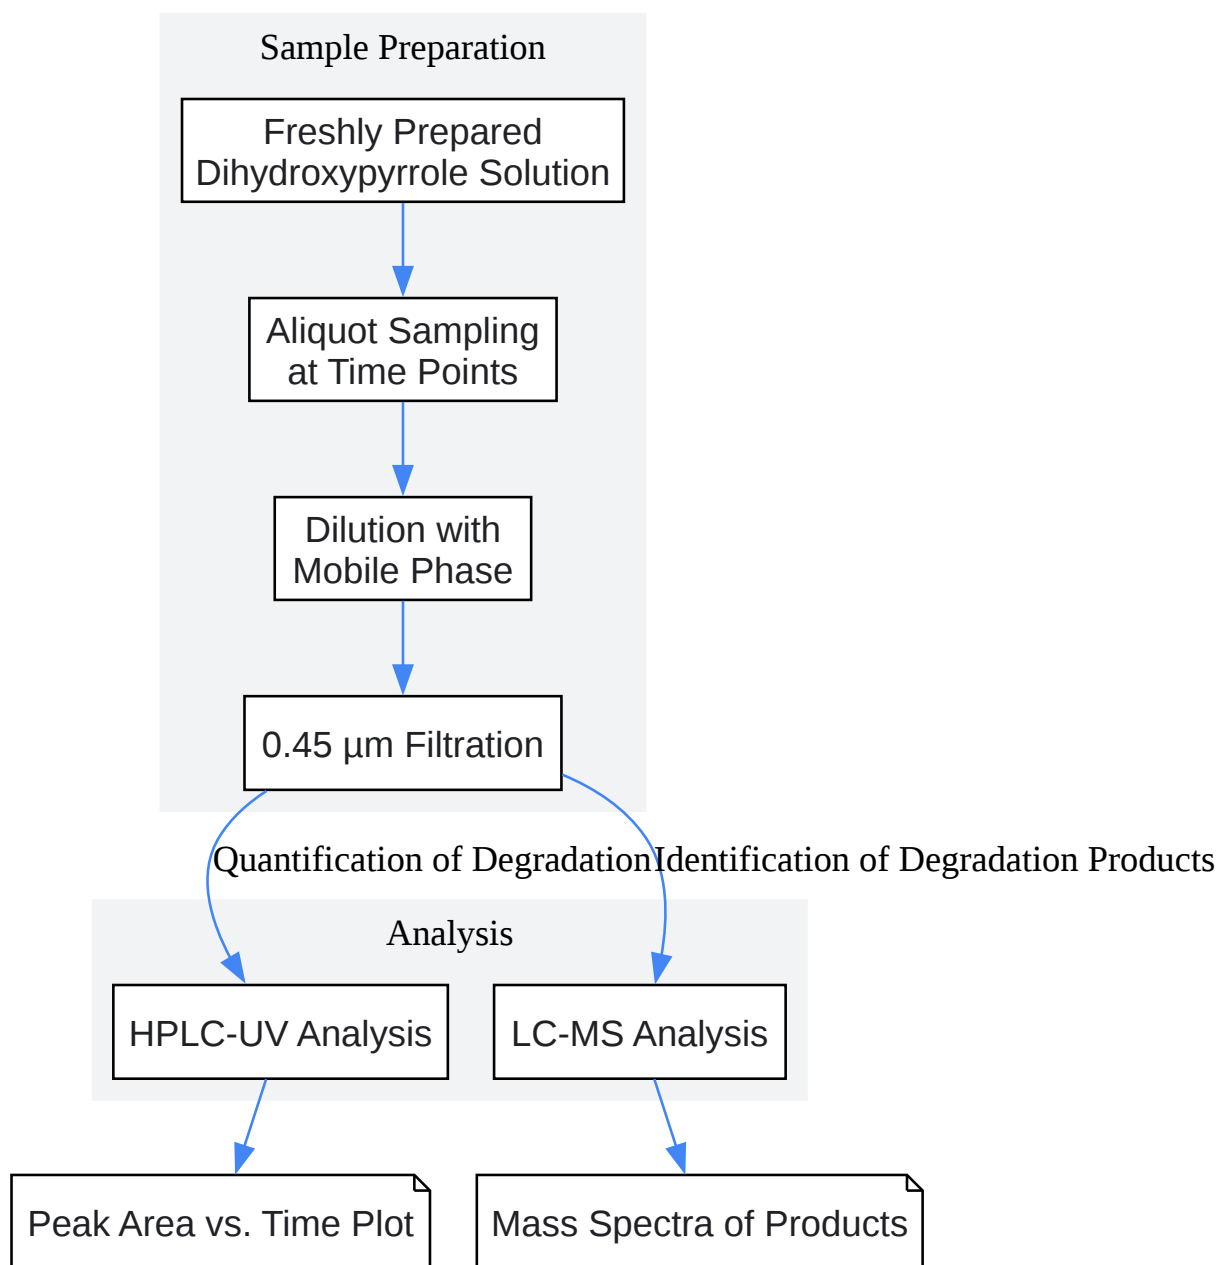 Sample Preparation
Freshly Prepared
Dihydroxypyrrole Solution
Aliquot Sampling
at Time Points
Dilution with
Mobile Phase
0.45 µm Filtration
Quantification of Degradation
Identification of Degradation Products
Analysis
HPLC-UV Analysis
LC-MS Analysis
Peak Area vs. Time Plot
Mass Spectra of Products